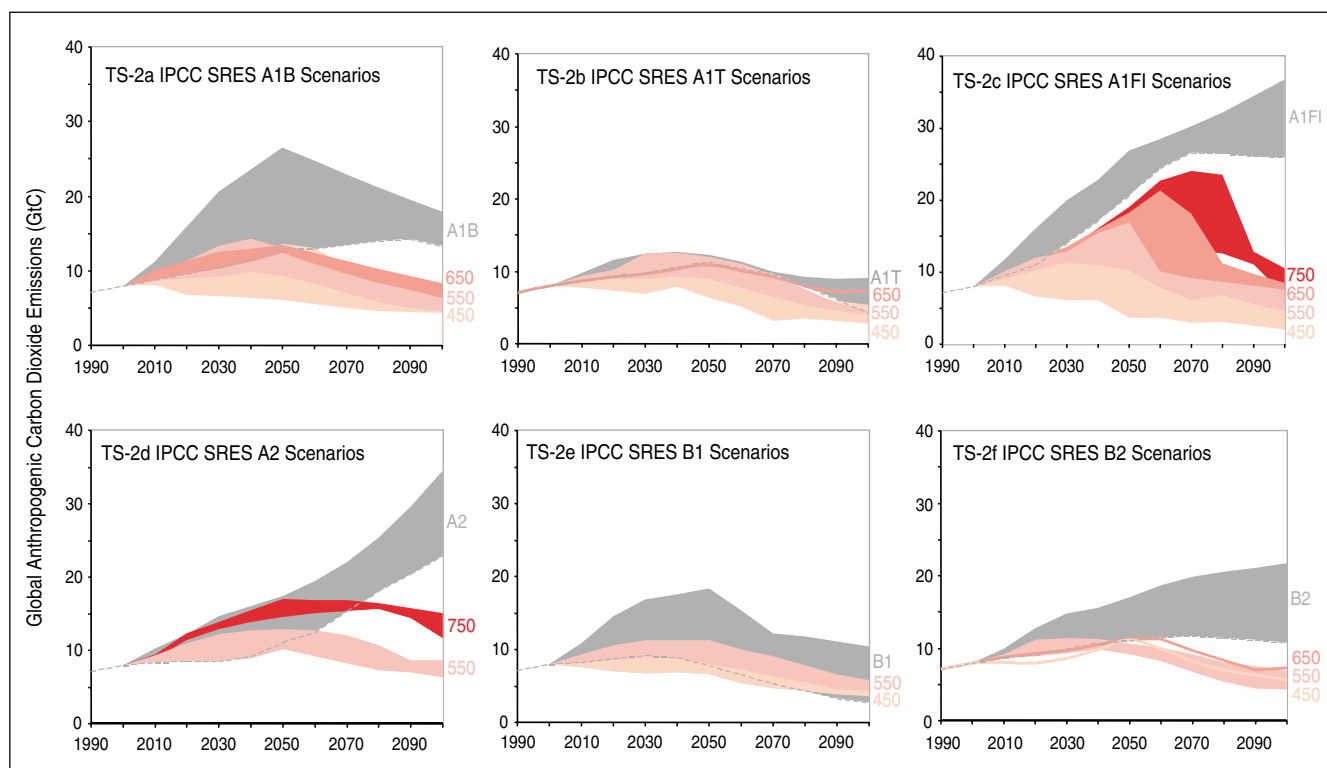 Global Anthropogenic Carbon Dioxide Emissions (GtC)
TS-2a IPCC SRES A1B Scenarios
40
30
20
10
0
1990 2010 2030 2050 2070 2090
A1B
650
550
450
TS-2b IPCC SRES A1T Scenarios
40
30
20
10
0
1990 2010 2030 2050 2070 2090
A1T
650
550
450
TS-2c IPCC SRES A1FI Scenarios
40
30
20
10
0
1990 2010 2030 2050 2070 2090
A1FI
750
650
550
450
TS-2d IPCC SRES A2 Scenarios
40
30
20
10
0
1990 2010 2030 2050 2070 2090
A2
750
550
TS-2e IPCC SRES B1 Scenarios
40
30
20
10
0
1990 2010 2030 2050 2070 2090
B1
550
450
TS-2f IPCC SRES B2 Scenarios
40
30
20
10
0
1990 2010 2030 2050 2070 2090
B2
650
550
450